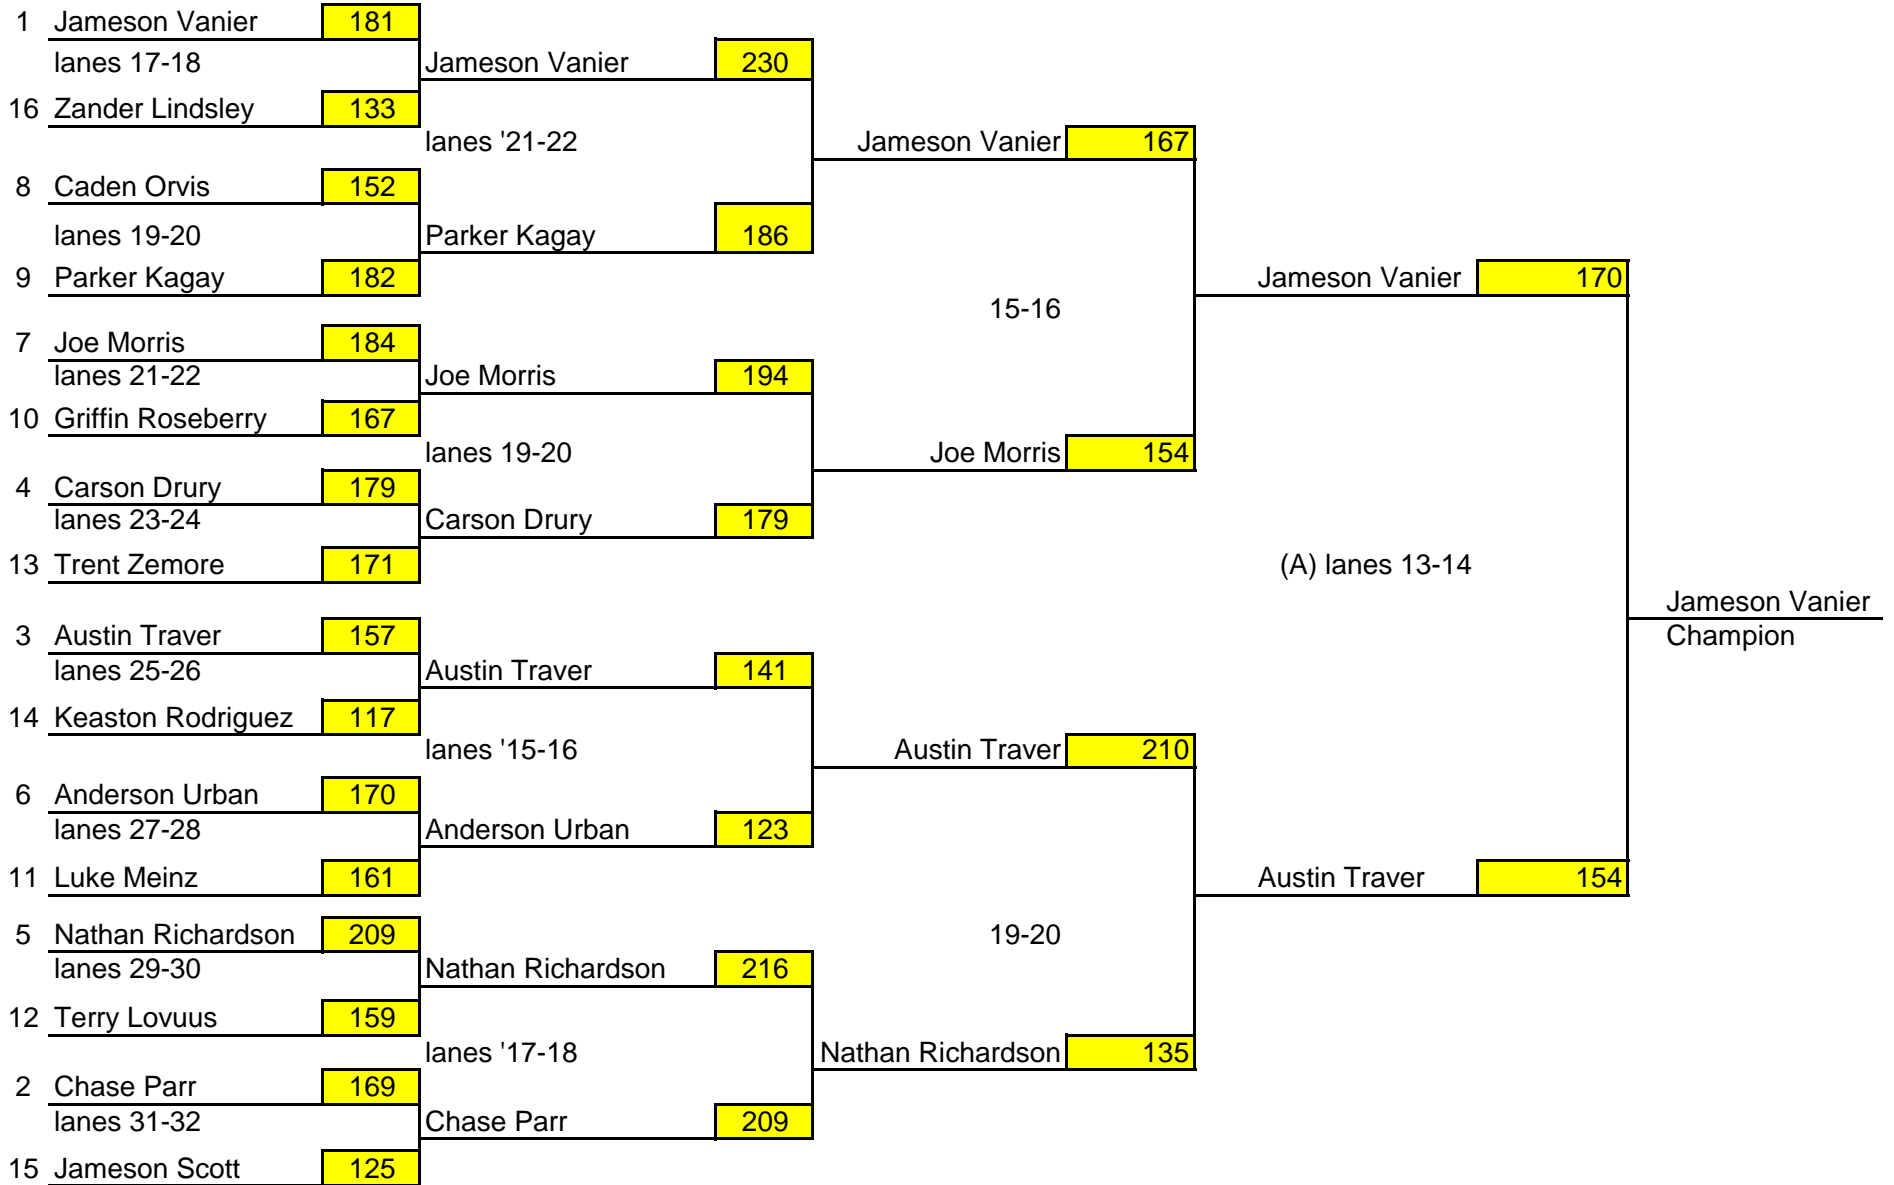 1 Jameson Vanier 181
lanes 17-18 Jameson Vanier 230
16 Zander Lindsley 133
lanes '21-22 Jameson Vanier 167
8 Caden Orvis 152
lanes 19-20 Parker Kagay 186
9 Parker Kagay 182 Jameson Vanier 170
15-16
7 Joe Morris 184
lanes 21-22 Joe Morris 194
10 Griffin Roseberry 167
lanes 19-20 Joe Morris 154
4 Carson Drury 179
lanes 23-24 Carson Drury 179
13 Trent Zemore 171 (A) lanes 13-14
Jameson Vanier
3 Austin Traver 157 Champion
lanes 25-26 Austin Traver 141
14 Keaston Rodriguez 117
lanes '15-16 Austin Traver 210
6 Anderson Urban 170
lanes 27-28 Anderson Urban 123
11 Luke Meinz 161 Austin Traver 154
5 Nathan Richardson 209 19-20
lanes 29-30 Nathan Richardson 216
12 Terry Lovuus 159
lanes '17-18 Nathan Richardson 135
2 Chase Parr 169
lanes 31-32 Chase Parr 209
15 Jameson Scott 125